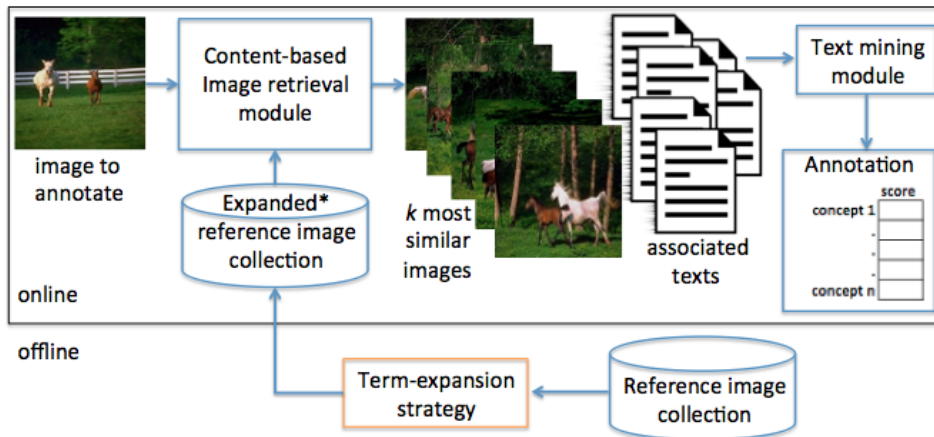 Content-based
Image retrieval
module
Text mining
module
image to
annotate
Expanded*
reference image
collection
k most
similar
images
associated
texts
Annotation
score
concept 1
-
-
-
concept n
online
offline
Term-expansion
strategy
Reference image
collection